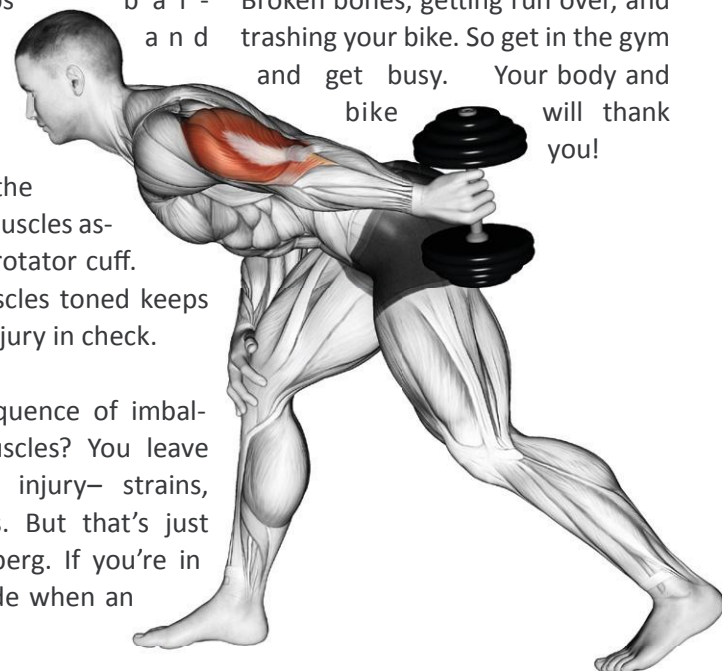 b a l -
and
the
uscles as-
rotator cuff.
scles toned keeps
jury in check.
quence of imbal-
uscles? You leave
injury– strains,
s. But that's just
berg. If you're in
de when an
Broken bones, getting run over, and
trashing your bike. So get in the gym
and get busy. Your body and
bike will thank
you!